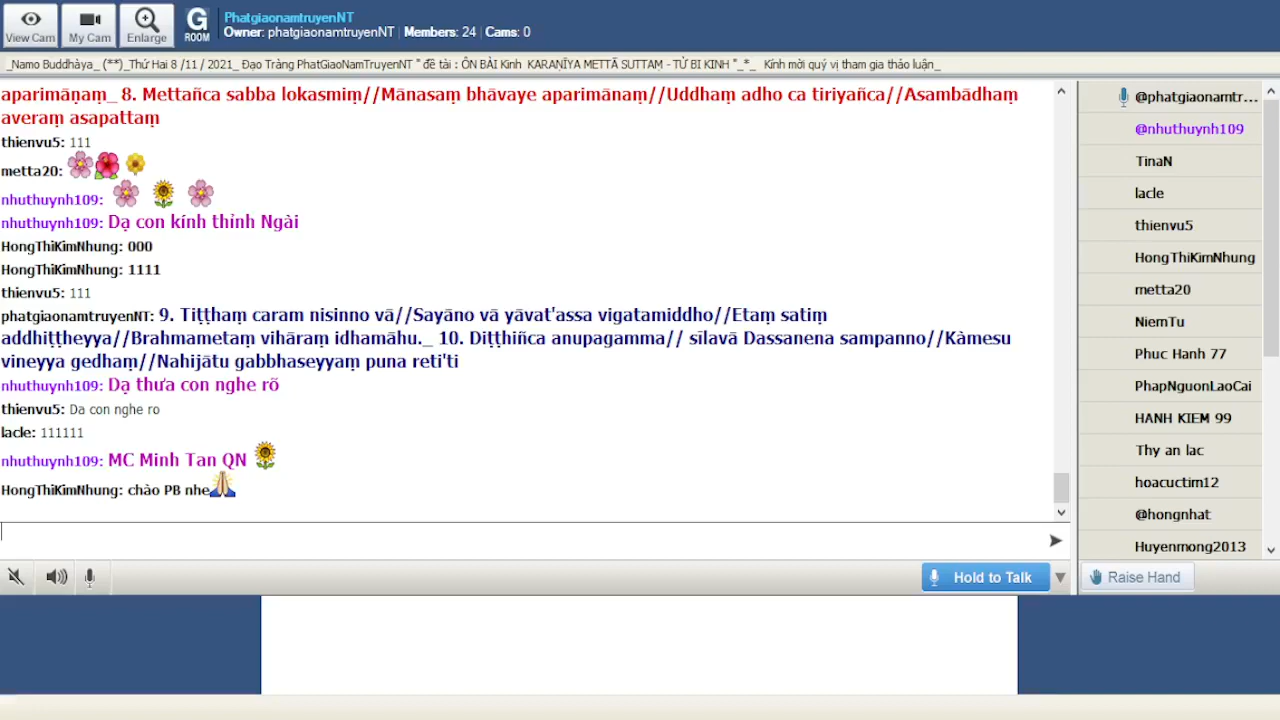 View Cam
My Cam
Enlarge
G
ROOM
PhatgiaonamtruyenNT
Owner: phatgiaonamtruyenNT | Members: 24 | Cams: 0
_Namo Buddhàya_ (**)_Thứ Hai 8 /11 / 2021_ Đạo Tràng PhatGiaoNamTruyenNT " đề tài : ÔN BÀI Kinh KARAṆĪYA METTĀ SUTTAṂ - TỪ BI KINH "_*_ Kính mời quý vị tham gia thảo luận_
aparimāṇaṃ_ 8. Mettañca sabba lokasmiṃ//Mānasaṃ bhāvaye aparimānaṃ//Uddhaṃ adho ca tiriyañca//Asambādhaṃ
averaṃ asapattaṃ
thienvu5: 111
metta20:
nhuthuynh109:
nhuthuynh109: Dạ con kính thỉnh Ngài
HongThiKimNhung: 000
HongThiKimNhung: 1111
thienvu5: 111
phatgiaonamtruyenNT: 9. Tiṭṭhaṃ caram nisinno vā//Sayāno vā yāvat'assa vigatamiddho//Etaṃ satiṃ
addhiṭṭheyya//Brahmametaṃ vihāraṃ idhamāhu._ 10. Diṭṭhiñca anupagamma// sīlavā Dassanena sampanno//Kàmesu
vineyya gedhaṃ//Nahijātu gabbhaseyyaṃ puna reti'ti
nhuthuynh109: Dạ thưa con nghe rõ
thienvu5: Da con nghe ro
lacle: 111111
nhuthuynh109: MC Minh Tan QN
HongThiKimNhung: chào PB nhe
Hold to Talk
@phatgiaonamtr...
@nhuthuynh109
TinaN
lacle
thienvu5
HongThiKimNhung
metta20
NiemTu
Phuc Hanh 77
PhapNguonLaoCai
HANH KIEM 99
Thy an lac
hoacuctim12
@hongnhat
Huyenmong2013
Raise Hand